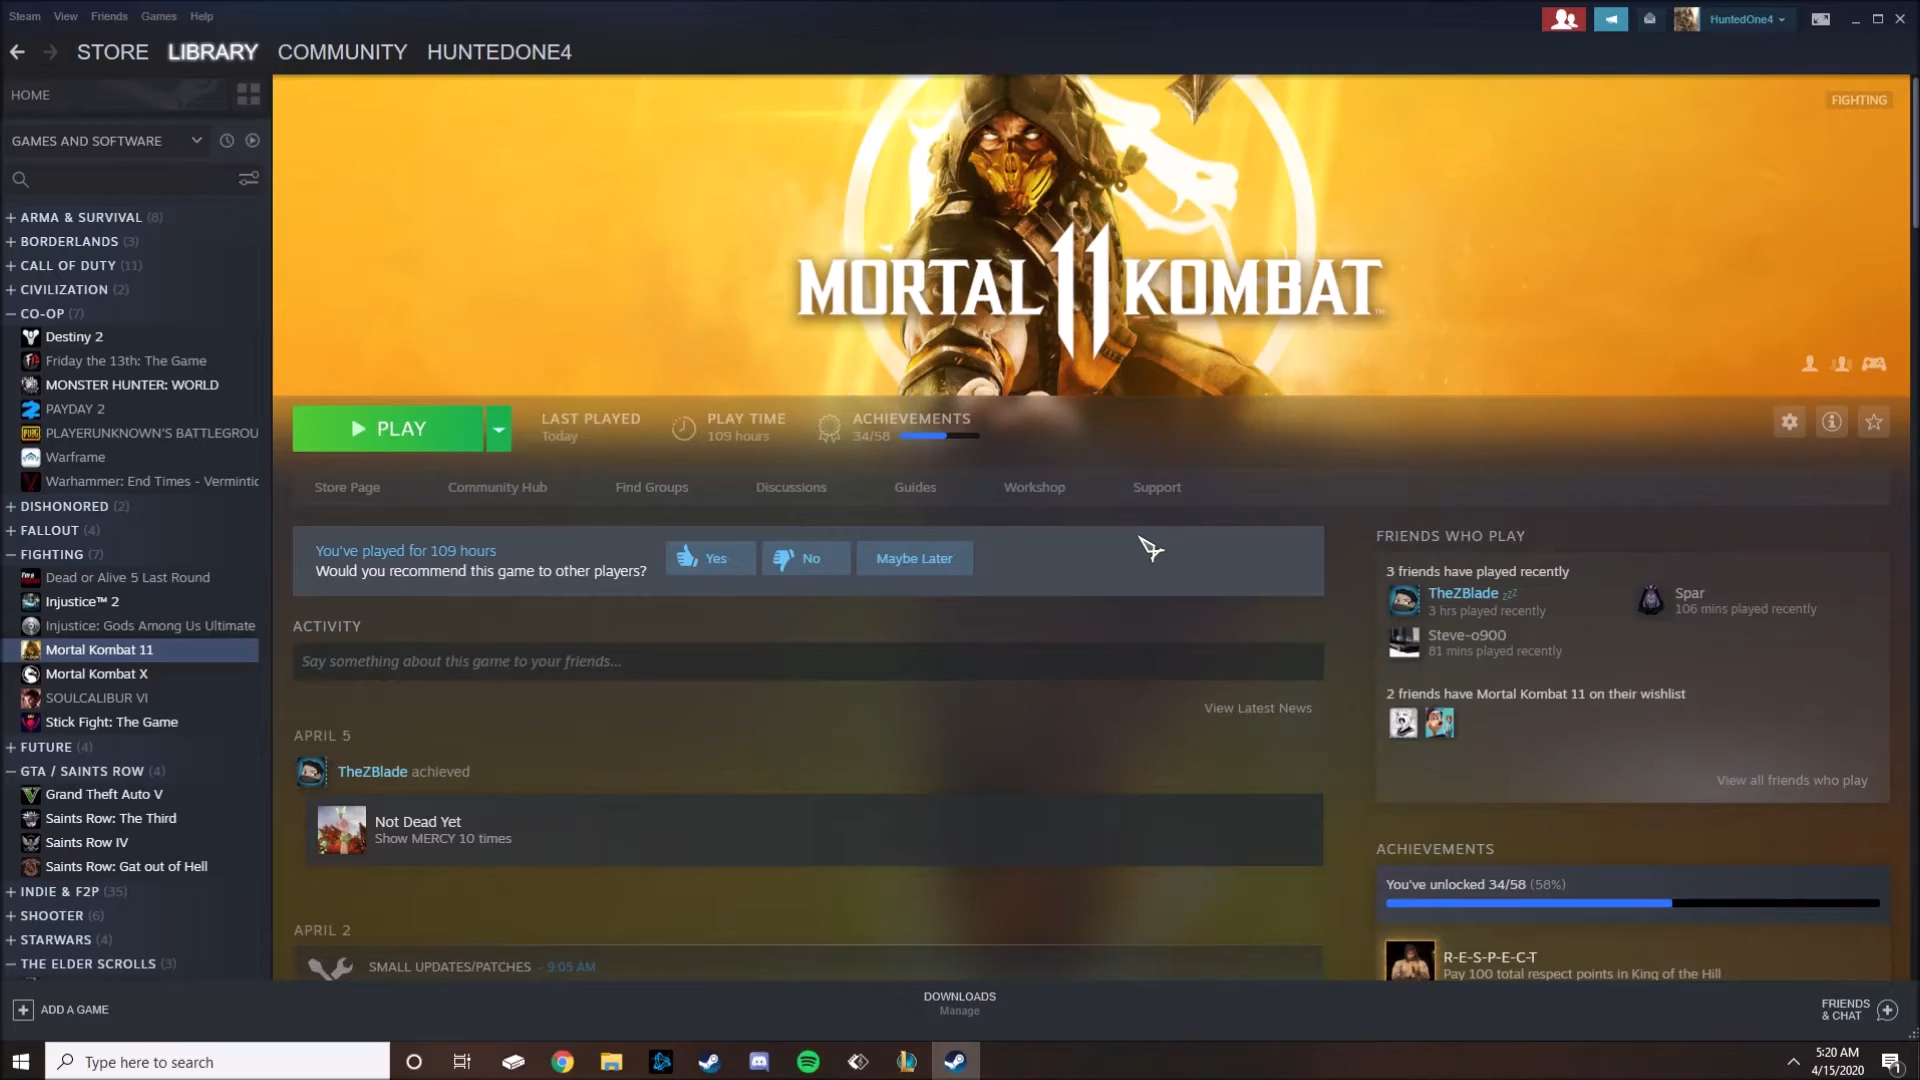 Steam View Friends Games Help
HuntedOne4
STORE LIBRARY COMMUNITY HUNTEDONE4
HOME
GAMES AND SOFTWARE
ARMA & SURVIVAL (8)
BORDERLANDS (3)
CALL OF DUTY (11)
CIVILIZATION (2)
CO-OP (7)
Destiny 2
Friday the 13th: The Game
MONSTER HUNTER: WORLD
PAYDAY 2
PLAYERUNKNOWN'S BATTLEGROU
Warframe
Warhammer: End Times - Vermintic
DISHONORED (2)
FALLOUT (4)
FIGHTING (7)
Dead or Alive 5 Last Round
Injustice™ 2
Injustice: Gods Among Us Ultimate
Mortal Kombat 11
Mortal Kombat X
SOULCALIBUR VI
Stick Fight: The Game
FUTURE (4)
GTA / SAINTS ROW (4)
Grand Theft Auto V
Saints Row: The Third
Saints Row IV
Saints Row: Gat out of Hell
INDIE & F2P (35)
SHOOTER (6)
STARWARS (4)
THE ELDER SCROLLS (3)
ADD A GAME
FIGHTING
MORTAL 11 KOMBAT
PLAY
LAST PLAYED
Today
PLAY TIME
109 hours
ACHIEVEMENTS
34/58
Store Page Community Hub Find Groups Discussions Guides Workshop Support
You've played for 109 hours
Would you recommend this game to other players?
Yes No Maybe Later
ACTIVITY
Say something about this game to your friends...
View Latest News
APRIL 5
TheZBlade achieved
Not Dead Yet
Show MERCY 10 times
APRIL 2
SMALL UPDATES/PATCHES - 9:05 AM
FRIENDS WHO PLAY
3 friends have played recently
TheZBlade zzZ
3 hrs played recently
Spar
106 mins played recently
Steve-o900
81 mins played recently
2 friends have Mortal Kombat 11 on their wishlist
View all friends who play
ACHIEVEMENTS
You've unlocked 34/58 (58%)
R-E-S-P-E-C-T
Pay 100 total respect points in King of the Hill
DOWNLOADS
Manage
FRIENDS
& CHAT
Type here to search
5:20 AM
4/15/2020
1